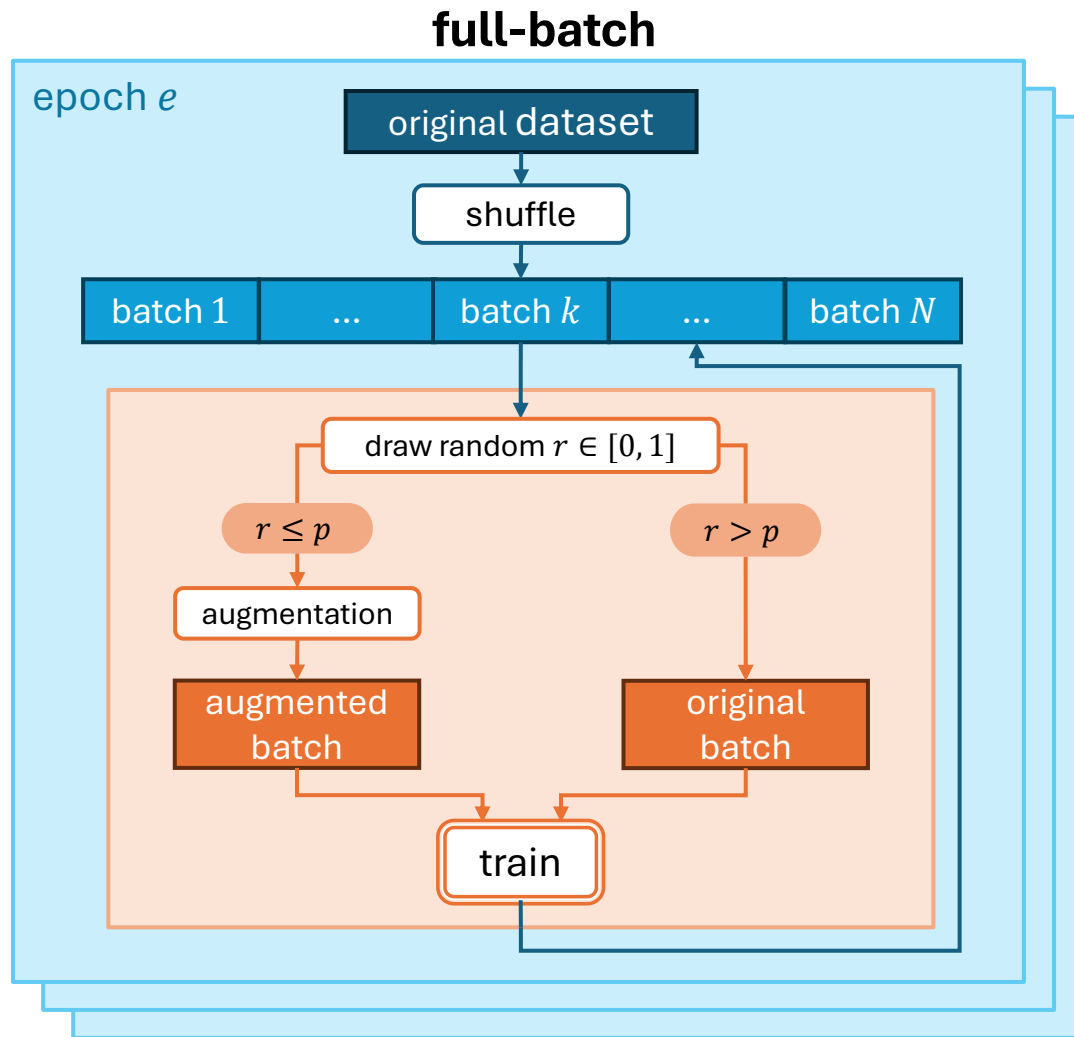 full-batch
epoch e
original dataset
shuffle
batch 1
...
batch k
...
batch N
draw random r ∈ [0, 1]
r ≤ p
r > p
augmentation
augmented
batch
original
batch
train